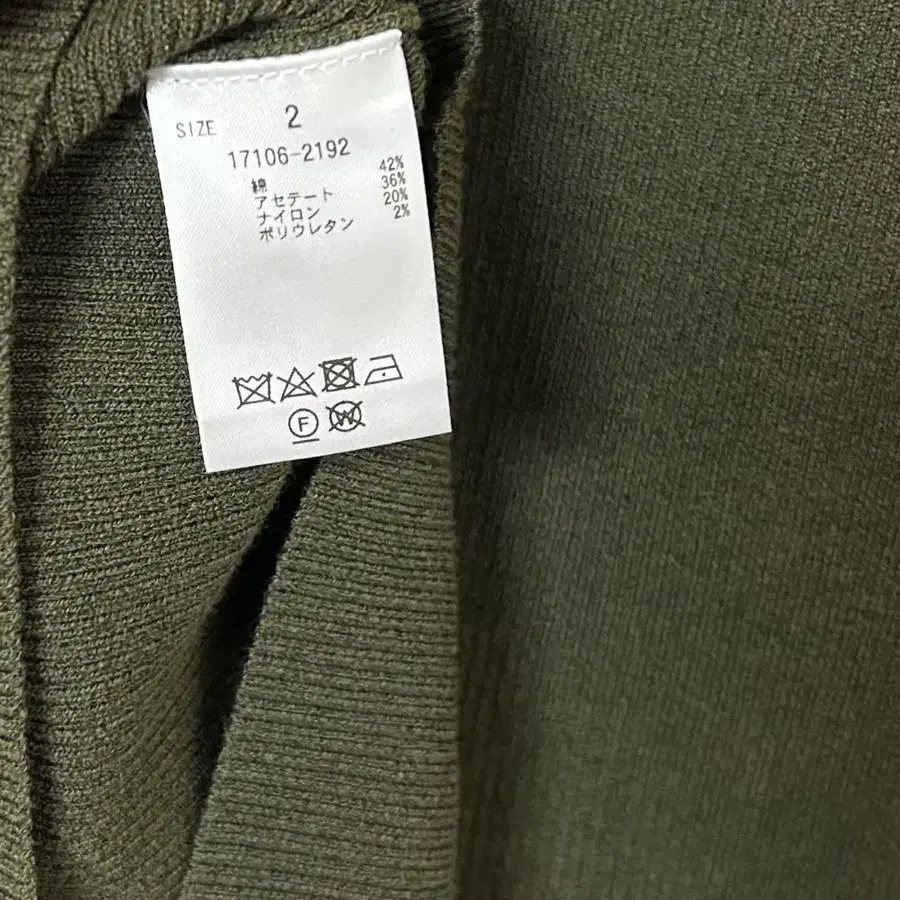 SIZE 2
17106-2192
綿 42%
アセテート 36%
ナイロン 20%
ポリウレタン 2%
F W